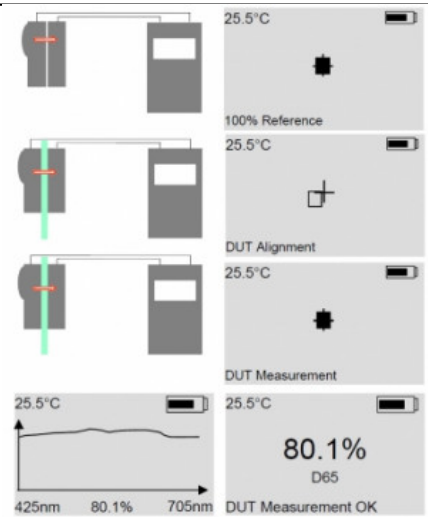 25.5°C
100% Reference
25.5°C
DUT Alignment
25.5°C
DUT Measurement
25.5°C
425nm 80.1% 705nm
25.5°C
80.1%
D65
DUT Measurement OK